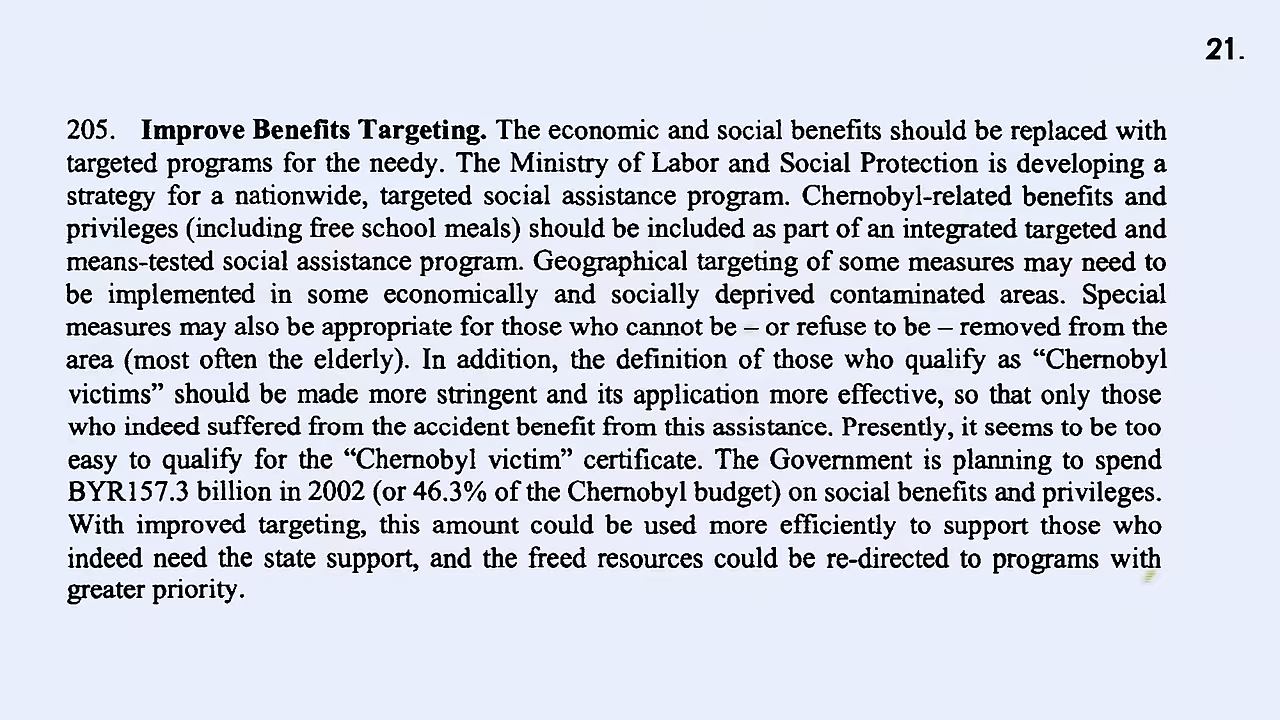 21.
205. Improve Benefits Targeting. The economic and social benefits should be replaced with
targeted programs for the needy. The Ministry of Labor and Social Protection is developing a
strategy for a nationwide, targeted social assistance program. Chernobyl-related benefits and
privileges (including free school meals) should be included as part of an integrated targeted and
means-tested social assistance program. Geographical targeting of some measures may need to
be implemented in some economically and socially deprived contaminated areas. Special
measures may also be appropriate for those who cannot be – or refuse to be – removed from the
area (most often the elderly). In addition, the definition of those who qualify as “Chernobyl
victims” should be made more stringent and its application more effective, so that only those
who indeed suffered from the accident benefit from this assistance. Presently, it seems to be too
easy to qualify for the “Chernobyl victim” certificate. The Government is planning to spend
BYR157.3 billion in 2002 (or 46.3% of the Chernobyl budget) on social benefits and privileges.
With improved targeting, this amount could be used more efficiently to support those who
indeed need the state support, and the freed resources could be re-directed to programs with
greater priority.